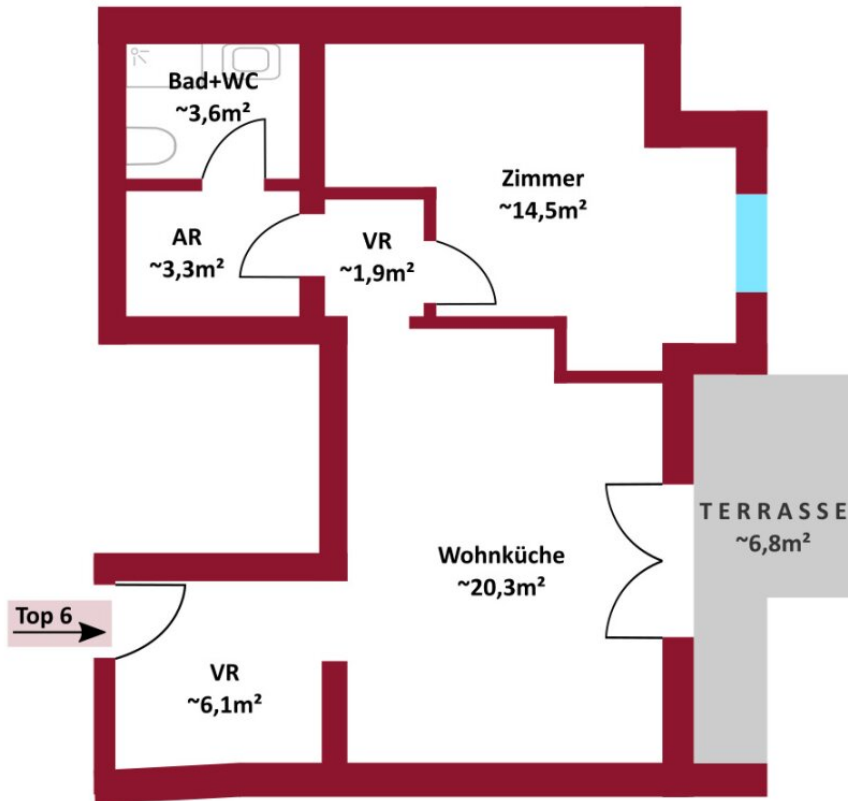 Bad+WC
~3,6m²
Zimmer
~14,5m²
AR
~3,3m²
VR
~1,9m²
TERRASSE
~6,8m²
Wohnküche
~20,3m²
Top 6
VR
~6,1m²